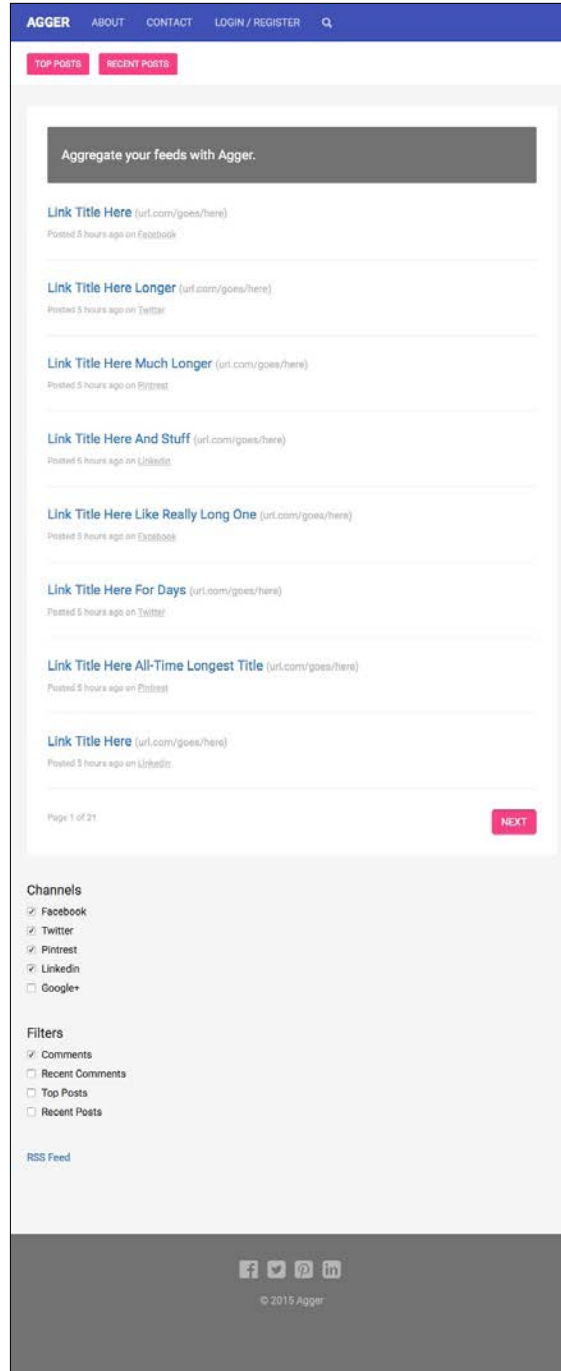 AGGER ABOUT CONTACT LOGIN / REGISTER
TOP POSTS RECENT POSTS
Aggregate your feeds with Agger.
Link Title Here (url.com/goes/here)
Posted 5 hours ago on Facebook
Link Title Here Longer (url.com/goes/here)
Posted 5 hours ago on Twitter
Link Title Here Much Longer (url.com/goes/here)
Posted 5 hours ago on Pintrest
Link Title Here And Stuff (url.com/goes/here)
Posted 5 hours ago on Linkedin
Link Title Here Like Really Long One (url.com/goes/here)
Posted 5 hours ago on Facebook
Link Title Here For Days (url.com/goes/here)
Posted 5 hours ago on Twitter
Link Title Here All-Time Longest Title (url.com/goes/here)
Posted 5 hours ago on Pintrest
Link Title Here (url.com/goes/here)
Posted 5 hours ago on Linkedin
Page 1 of 21 NEXT
Channels
Facebook
Twitter
Pintrest
Linkedin
Google+
Filters
Comments
Recent Comments
Top Posts
Recent Posts
RSS Feed
© 2015 Agger